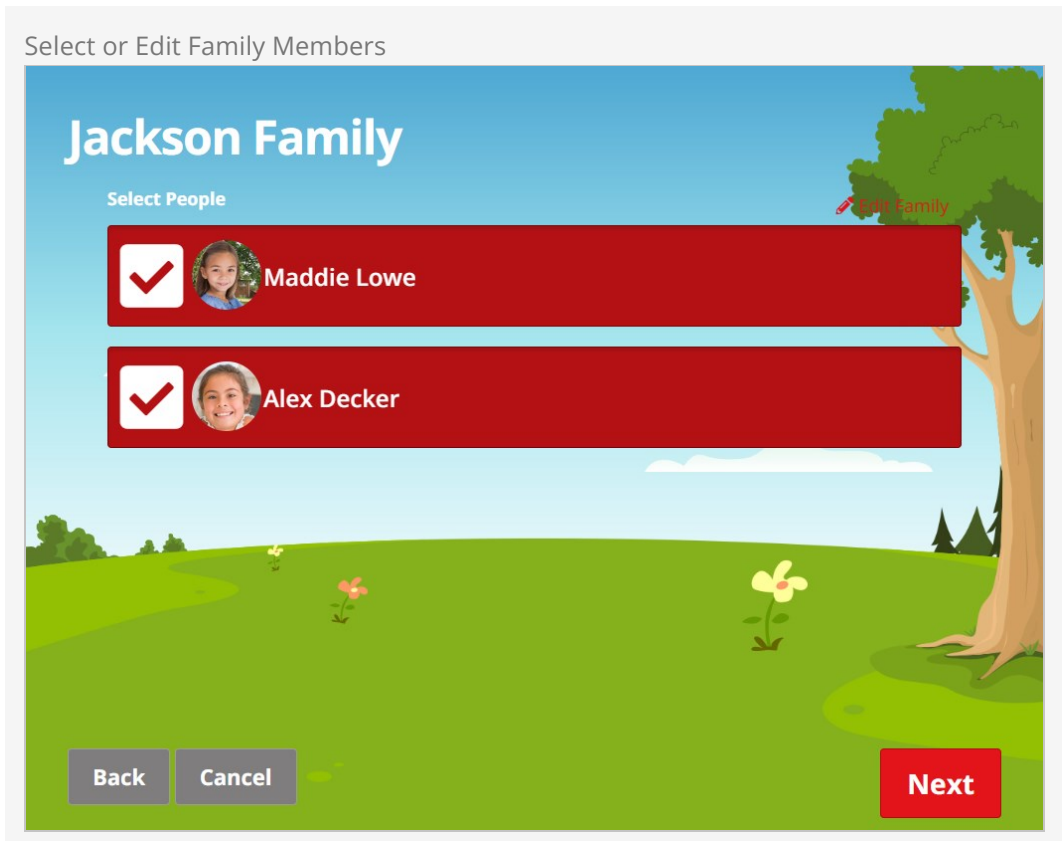 Select or Edit Family Members
Jackson Family
Select People
Edit Family
Maddie Lowe
Alex Decker
Back
Cancel
Next